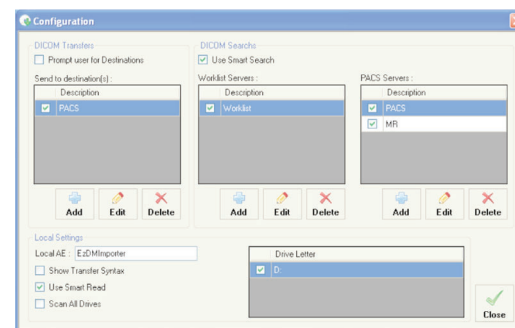 Configuration
DICOM Transfers
Prompt user for Destinations
Send to destination(s) :
Description
PACS
Add Edit Delete
DICOM Searchs
Use Smart Search
Worklist Servers :
Description
Worklist
Add Edit Delete
PACS Servers :
Description
PACS
MR
Add Edit Delete
Local Settings
Local AE : EzDMImporter
Show Transfer Syntax
Use Smart Read
Scan All Drives
Drive Letter
D:
Close